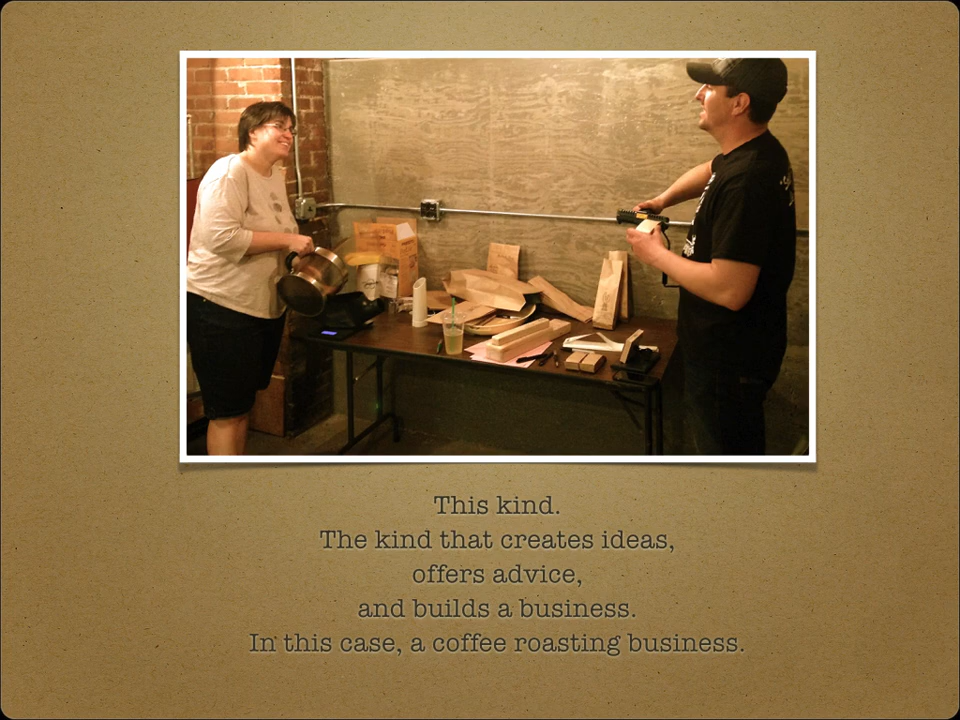 This kind.
The kind that creates ideas,
offers advice,
and builds a business.
In this case, a coffee roasting business.